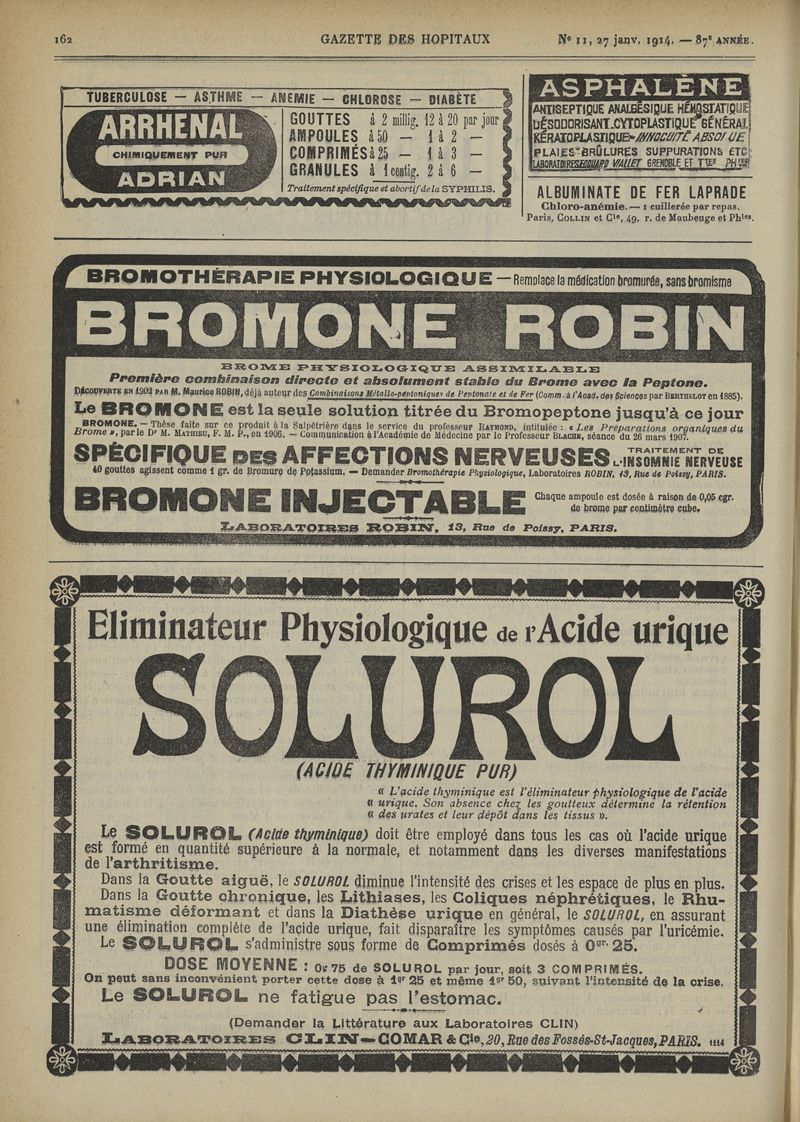 162
GAZETTE DES HOPITAUX
Nº 11, 27 janv. 1914. — 87e ANNÉE.
TUBERCULOSE — ASTHME — ANEMIE — CHLOROSE — DIABÈTE
ARRHENAL
CHIMIQUEMENT PUR
ADRIAN
GOUTTES à 2 millig. 12 à 20 par jour
AMPOULES à 50 — 1 à 2 —
COMPRIMÉS à 25 — 1 à 3 —
GRANULES à 1 centig. 2 à 6 —
Traitement spécifique et abortif de la SYPHILIS.
ASPHALÈNE
ANTISEPTIQUE ANALGÉSIQUE HÉMOSTATIQUE
DÉSODORISANT.CYTOPLASTIQUE GÉNÉRAL
KÉRATOPLASTIQUE-INNOCUITÉ ABSOLUE
PLAIES-BRÛLURES SUPPURATIONS ETC
LABORATOIRES ESCOUAPO VIALLET GRENOBLE ET Ttes PHies
ALBUMINATE DE FER LAPRADE
Chloro-anémie. — 1 cuillerée par repas.
Paris, COLLIN et Cie, 49, r. de Maubeuge et Phies.
BROMOTHÉRAPIE PHYSIOLOGIQUE — Remplace la médication bromurée, sans bromisme
BROMONE ROBIN
BROME PHYSIOLOGIQUE ASSIMILABLE
Première combinaison directe et absolument stable du Brome avec la Peptone.
DÉCOUVERTE EN 1902 PAR M. Maurice ROBIN, déjà auteur des Combinaisons Métallo-peptoniques de Peptone et de Fer (Comm. à l'Acad. des Sciences par BERTHELOT en 1885).
Le BROMONE est la seule solution titrée du Bromopeptone jusqu'à ce jour
BROMONE. — Thèse faite sur ce produit à la Salpêtrière dans le service du professeur RAYMOND, intitulée : « Les Préparations organiques du
Brome », par le Dr M. MATHIEU, F. M. P., en 1906. — Communication à l'Académie de Médecine par le Professeur BLACHE, séance du 26 mars 1907.
SPÉCIFIQUE DES AFFECTIONS NERVEUSES
TRAITEMENT DE
L'INSOMNIE NERVEUSE
40 gouttes agissent comme 1 gr. de Bromure de Potassium. — Demander Bromothérapie Physiologique, Laboratoires ROBIN, 13, Rue de Poissy, PARIS.
BROMONE INJECTABLE
Chaque ampoule est dosée à raison de 0,05 cgr.
de brome par centimètre cube.
LABORATOIRES ROBIN, 13, Rue de Poissy, PARIS.
Eliminateur Physiologique de l'Acide urique
SOLUROL
(ACIDE THYMINIQUE PUR)
« L'acide thyminique est l'éliminateur physiologique de l'acide
« urique. Son absence chez les goutteux détermine la rétention
« des urates et leur dépôt dans les tissus ».
Le SOLUROL (Acide thyminique) doit être employé dans tous les cas où l'acide urique
est formé en quantité supérieure à la normale, et notamment dans les diverses manifestations
de l'arthritisme.
Dans la Goutte aiguë, le SOLUROL diminue l'intensité des crises et les espace de plus en plus.
Dans la Goutte chronique, les Lithiases, les Coliques néphrétiques, le Rhu-
matisme déformant et dans la Diathèse urique en général, le SOLUROL, en assurant
une élimination complète de l'acide urique, fait disparaître les symptômes causés par l'uricémie.
Le SOLUROL s'administre sous forme de Comprimés dosés à 0gr. 25.
DOSE MOYENNE : 0g 75 de SOLUROL par jour, soit 3 COMPRIMÉS.
On peut sans inconvénient porter cette dose à 1gr 25 et même 1gr 50, suivant l'intensité de la crise.
Le SOLUROL ne fatigue pas l'estomac.
(Demander la Littérature aux Laboratoires CLIN)
LABORATOIRES CLIN — COMAR & Cie, 20, Rue des Fossés-St-Jacques, PARIS. 1114